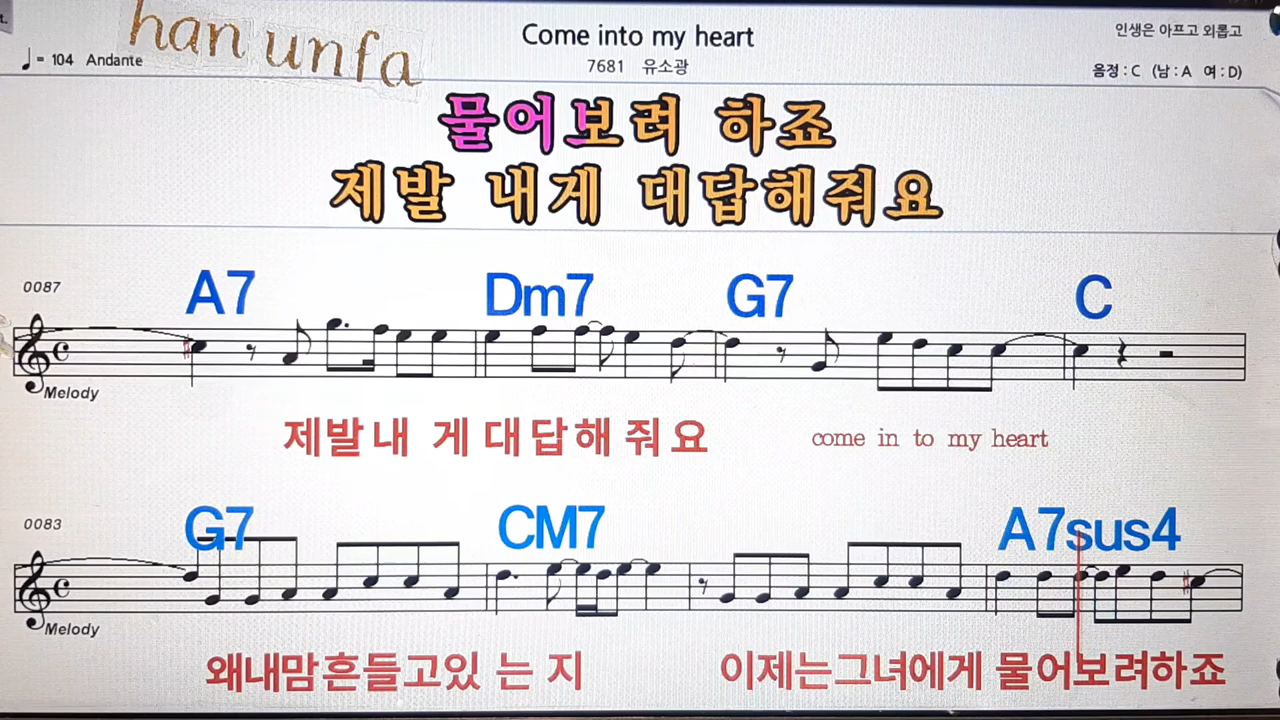 han unfa
Come into my heart
인생은 아프고 외롭고
♩= 104 Andante
7681 유소광
음정 : C (남 : A 여 : D)
물어보려 하죠
제발 내게 대답해줘요
0087
A7 Dm7 G7 C
Melody
제발내 게 대답해 줘 요 come in to my heart
0083
G7 CM7 A7sus4
Melody
왜내맘흔들고있 는 지 이제는그녀에게 물어보려하죠